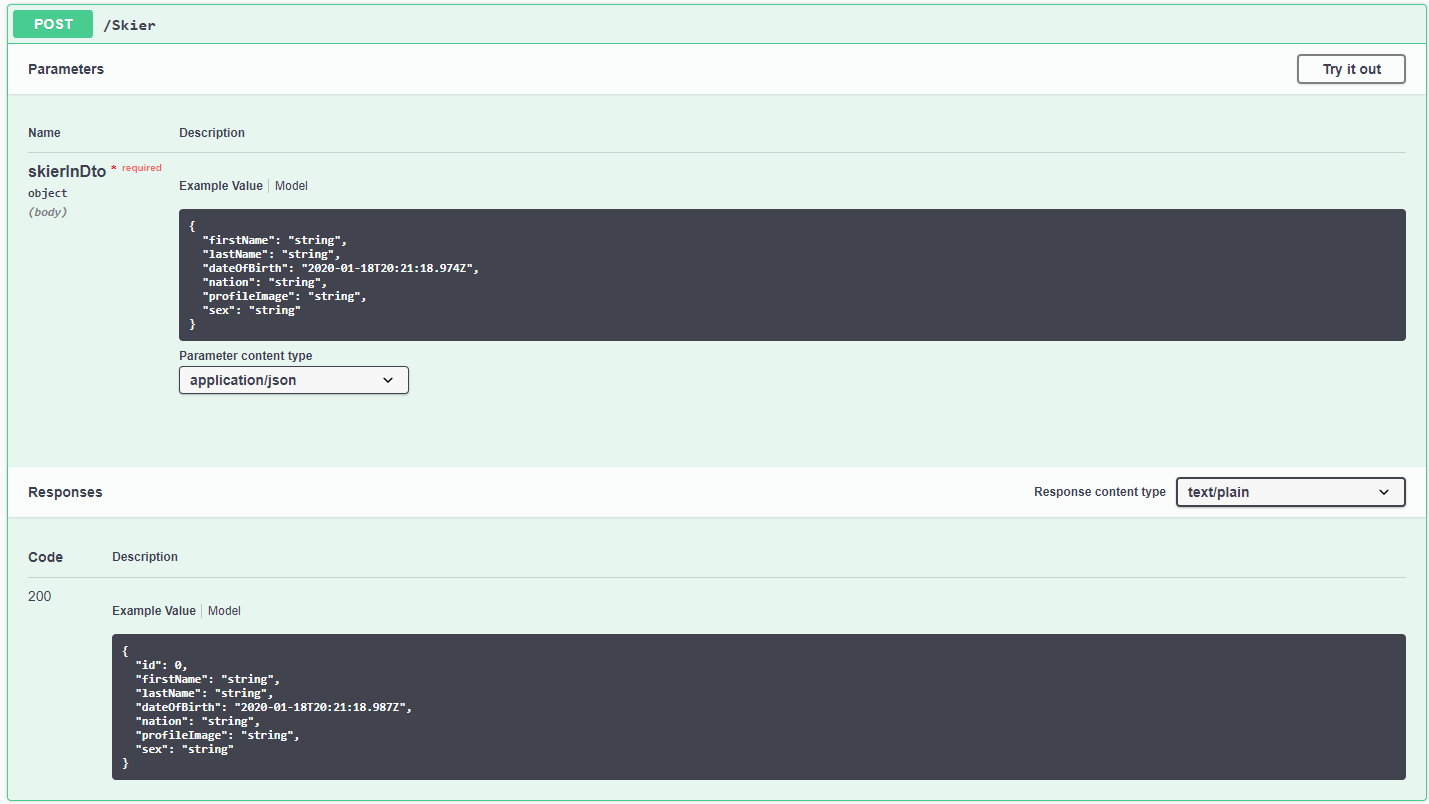 POST /Skier
Parameters
Try it out
Name Description
skierInDto * required
object
(body)
Example Value Model
{
  "firstName": "string",
  "lastName": "string",
  "dateOfBirth": "2020-01-18T20:21:18.974Z",
  "nation": "string",
  "profileImage": "string",
  "sex": "string"
}
Parameter content type
application/json
Responses
Response content type text/plain
Code Description
200
Example Value Model
{
  "id": 0,
  "firstName": "string",
  "lastName": "string",
  "dateOfBirth": "2020-01-18T20:21:18.987Z",
  "nation": "string",
  "profileImage": "string",
  "sex": "string"
}